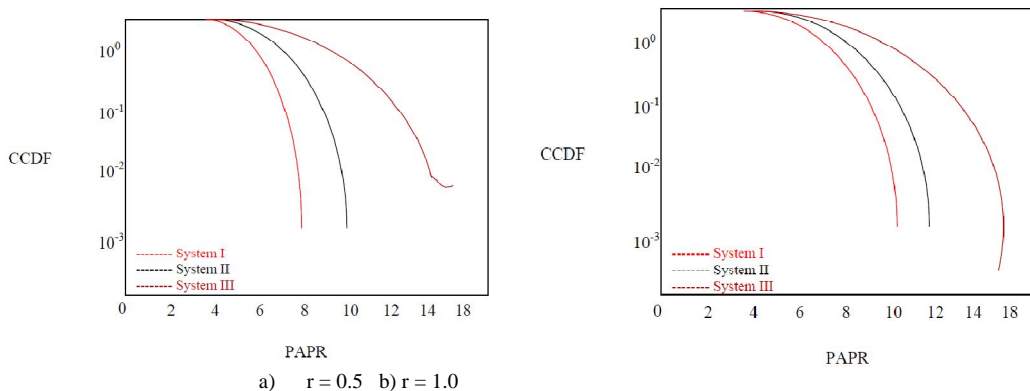 10^0
10^-1
CCDF
10^-2
10^-3
System I
System II
System III
0 2 4 6 8 10 12 14 18
PAPR
10^0
10^-1
CCDF
10^-2
10^-3
System I
System II
System III
0 2 4 6 8 10 12 14 18
PAPR
a) r = 0.5 b) r = 1.0